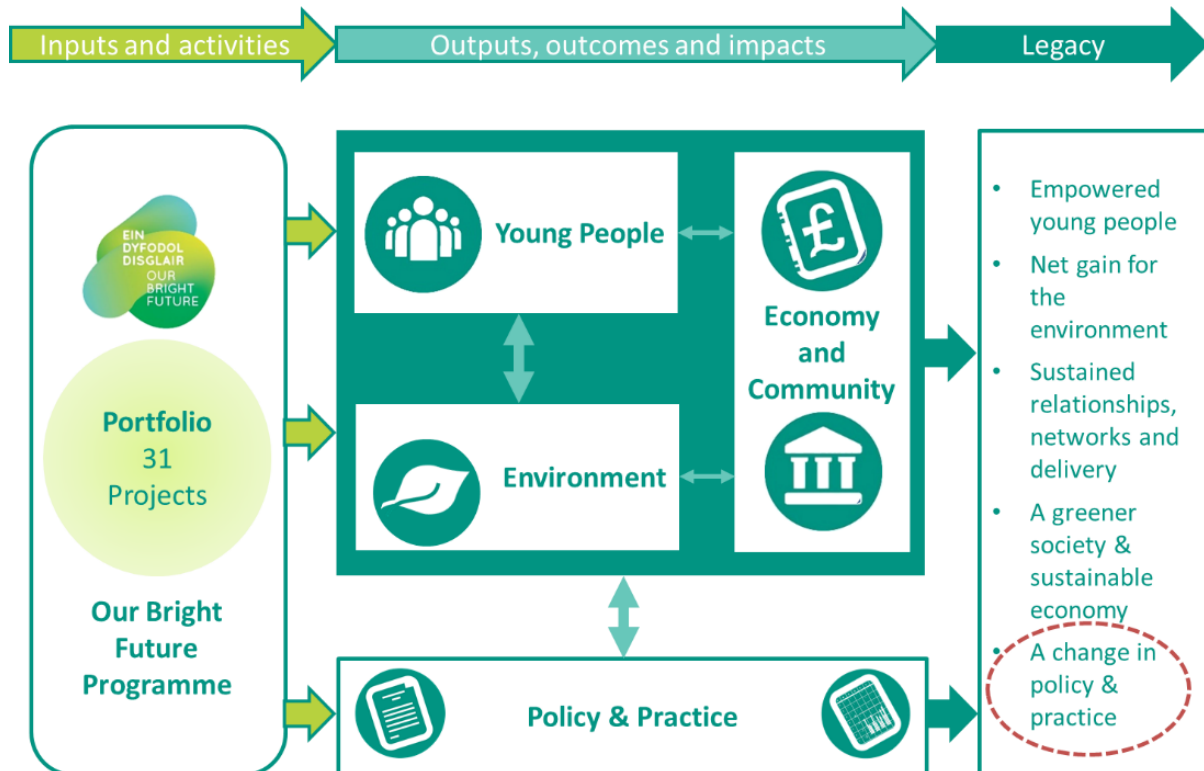 Inputs and activities
Outputs, outcomes and impacts
Legacy
EIN
DYFODOL
DISGLAIR
OUR
BRIGHT
FUTURE
Portfolio
31
Projects
Our Bright
Future
Programme
Young People
Environment
£
Economy
and
Community
Policy & Practice
• Empowered
young people
• Net gain for
the
environment
• Sustained
relationships,
networks and
delivery
• A greener
society &
sustainable
economy
• A change in
policy &
practice